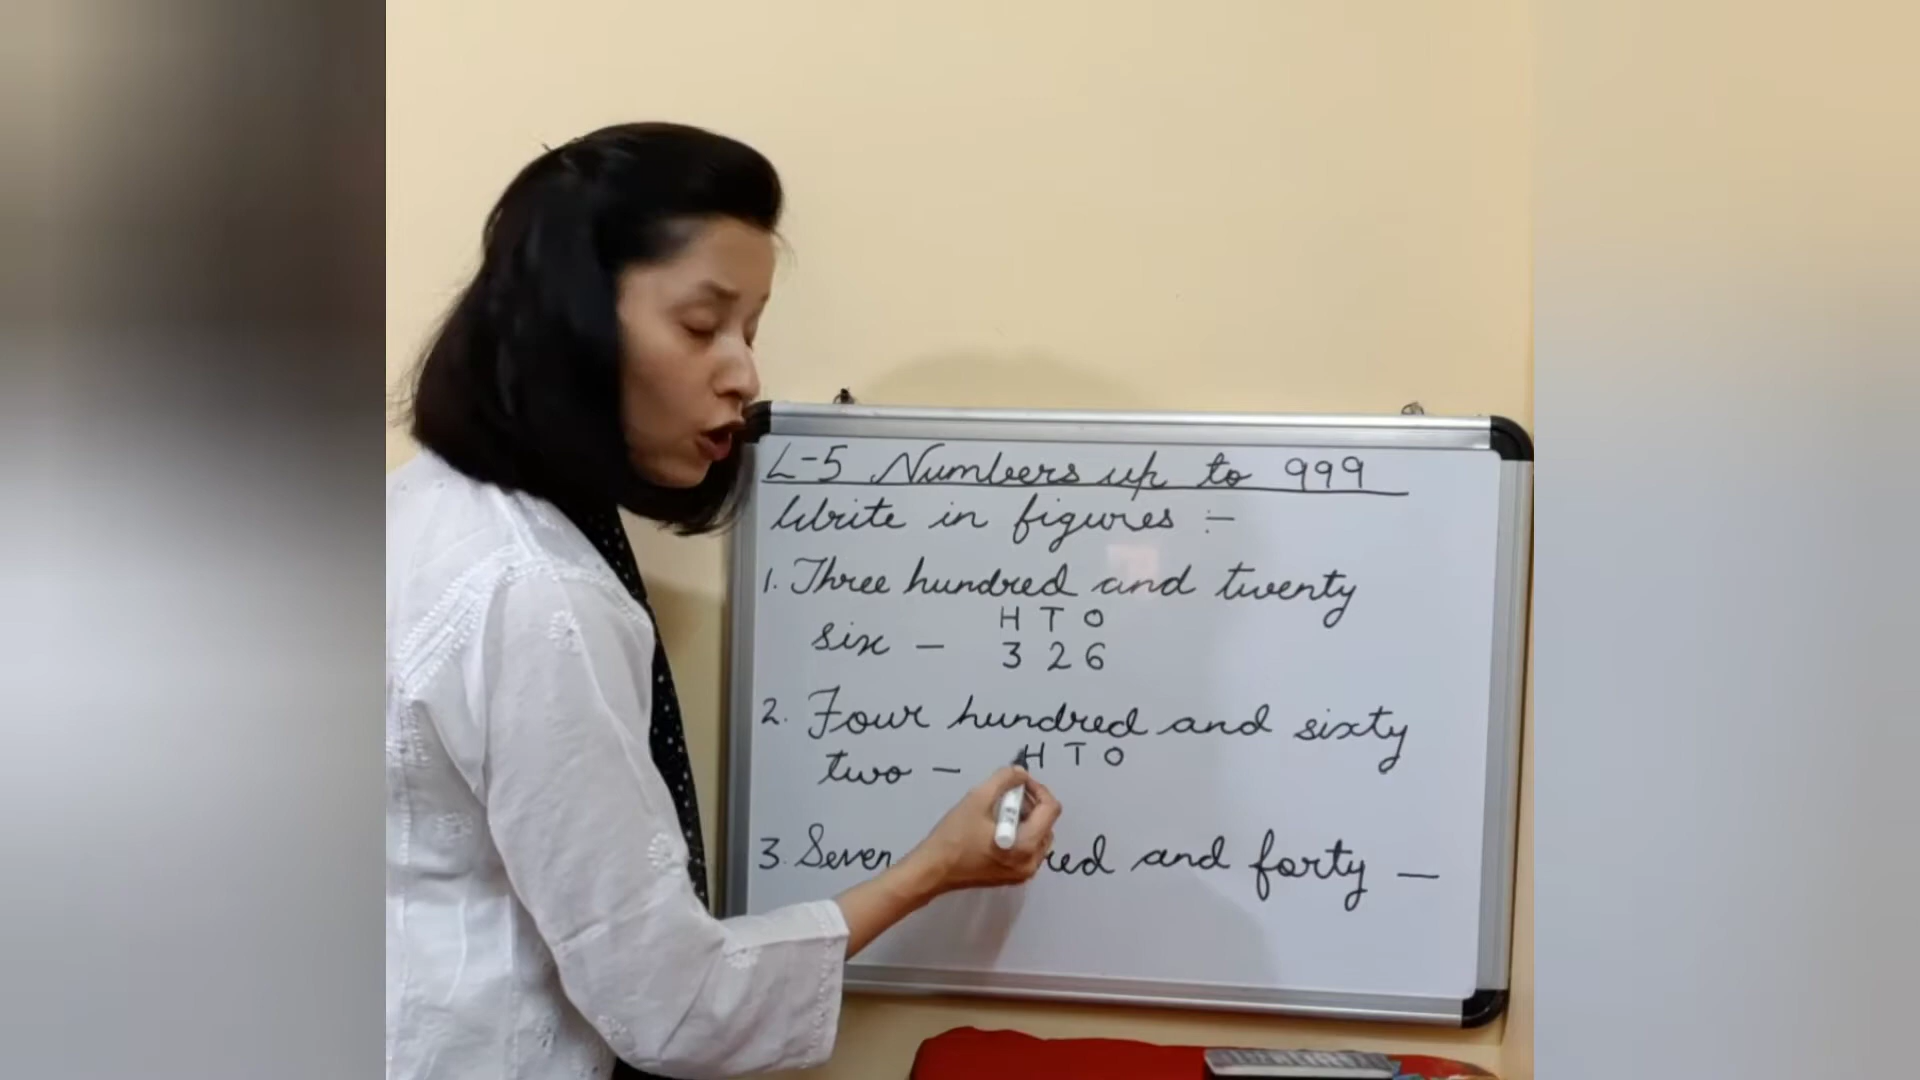 L-5 Numbers up to 999
Write in figures :-
1. Three hundred and twenty
H T O
six - 3 2 6
2. Four hundred and sixty
H T O
two -
3. Seven and forty -